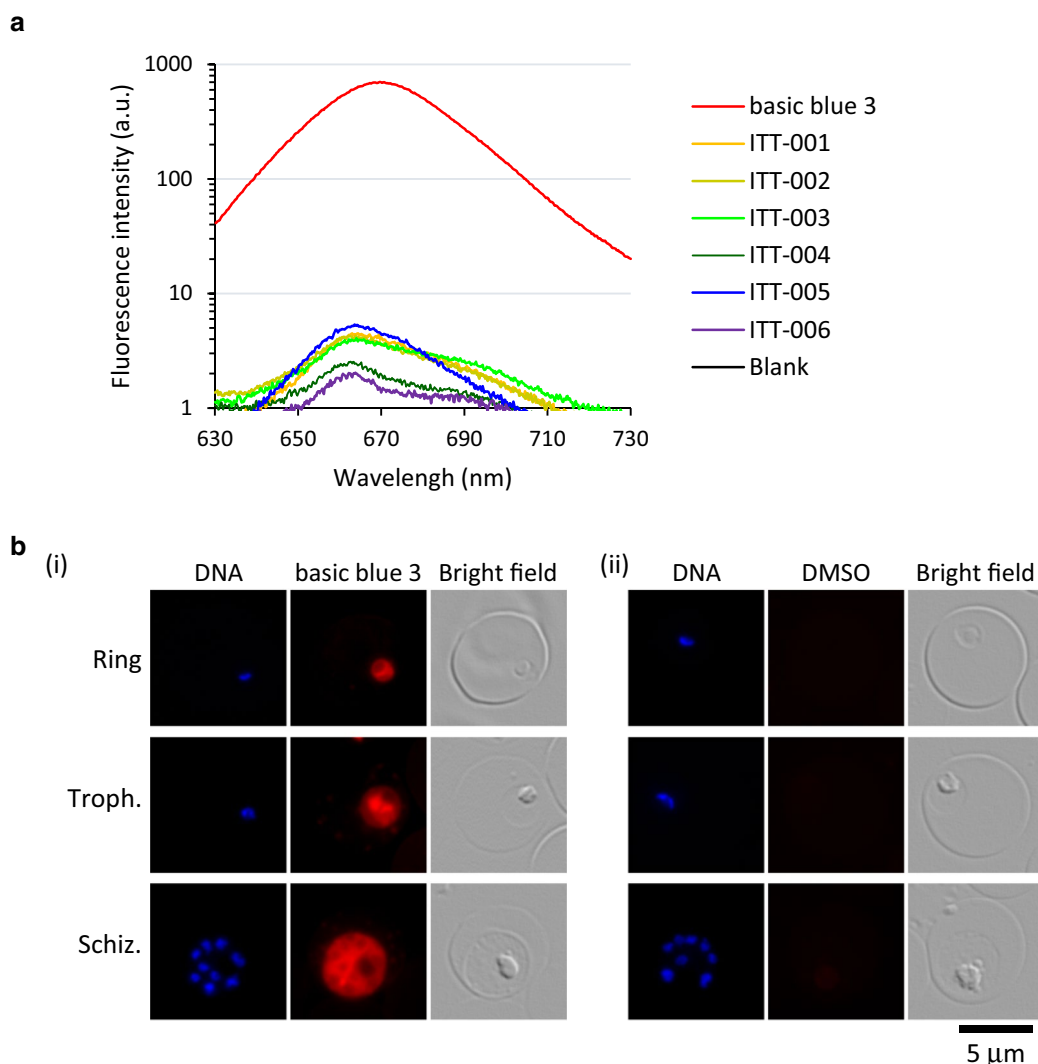 a
Fluorescence intensity (a.u.)
1000
100
10
1
630 650 670 690 710 730
Wavelengh (nm)
basic blue 3
ITT-001
ITT-002
ITT-003
ITT-004
ITT-005
ITT-006
Blank
b
(i)
DNA basic blue 3 Bright field
(ii)
DNA DMSO Bright field
Ring
Troph.
Schiz.
5 μm